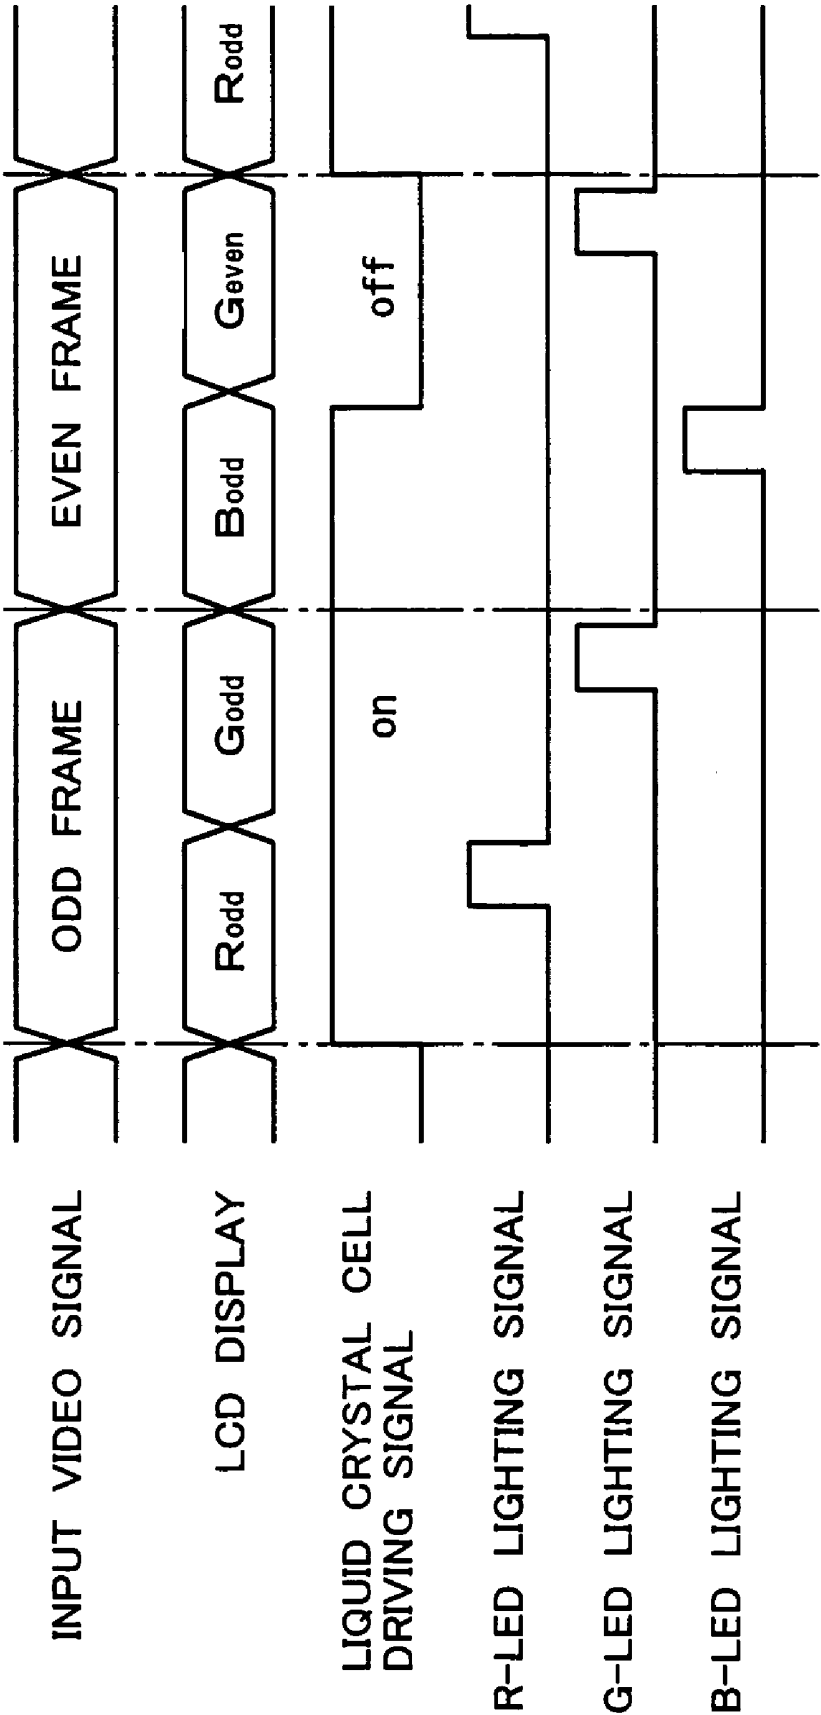 INPUT VIDEO SIGNAL
ODD FRAME
EVEN FRAME
LCD DISPLAY
Rodd
Godd
Bodd
Geven
Rodd
LIQUID CRYSTAL CELL
DRIVING SIGNAL
on
off
R-LED LIGHTING SIGNAL
G-LED LIGHTING SIGNAL
B-LED LIGHTING SIGNAL